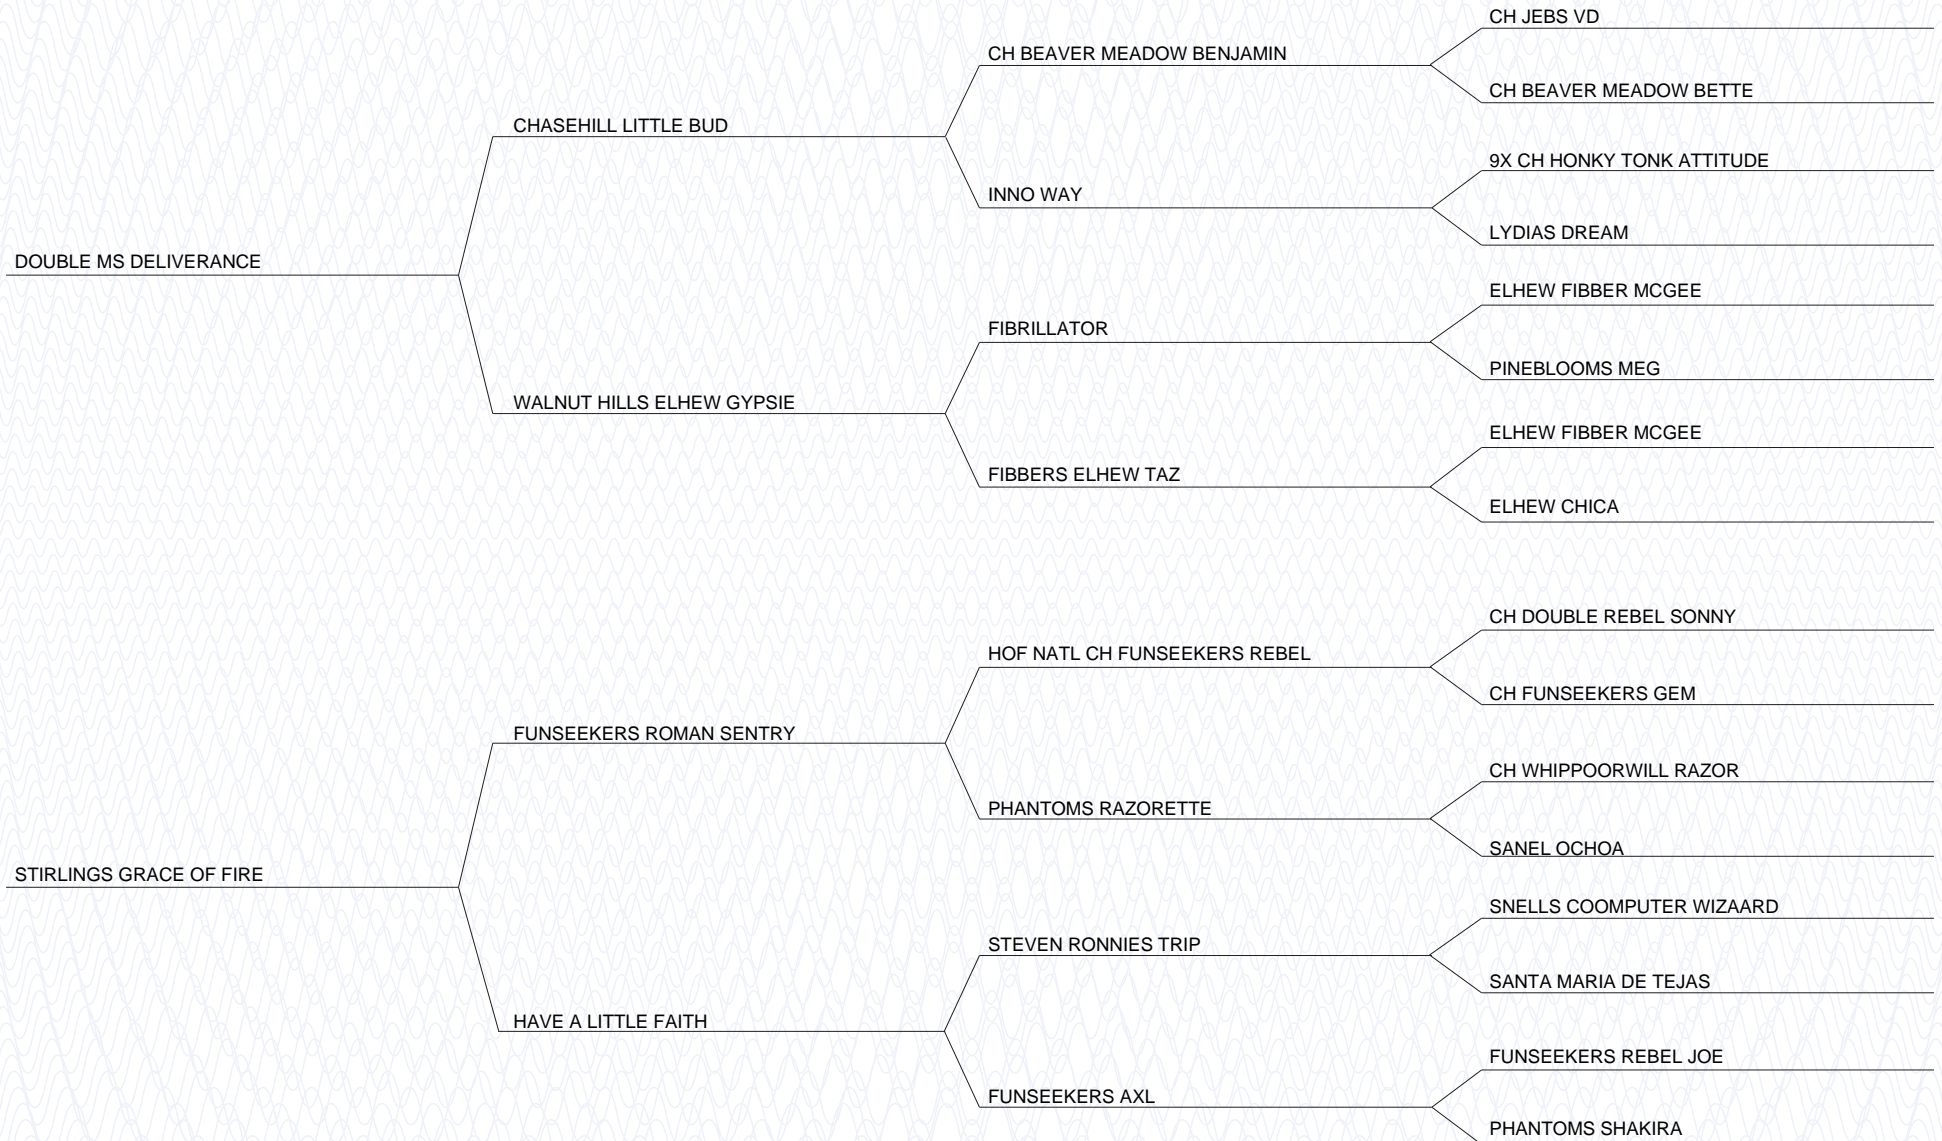 CH JEBS VD
CH BEAVER MEADOW BENJAMIN
CH BEAVER MEADOW BETTE
CHASEHILL LITTLE BUD
9X CH HONKY TONK ATTITUDE
INNO WAY
LYDIAS DREAM
DOUBLE MS DELIVERANCE
ELHEW FIBBER MCGEE
FIBRILLATOR
PINEBLOOMS MEG
WALNUT HILLS ELHEW GYPSIE
ELHEW FIBBER MCGEE
FIBBERS ELHEW TAZ
ELHEW CHICA
CH DOUBLE REBEL SONNY
HOF NATL CH FUNSEEKERS REBEL
CH FUNSEEKERS GEM
FUNSEEKERS ROMAN SENTRY
CH WHIPPOORWILL RAZOR
PHANTOMS RAZORETTE
SANEL OCHOA
STIRLINGS GRACE OF FIRE
SNELLS COOMPUTER WIZAARD
STEVEN RONNIES TRIP
SANTA MARIA DE TEJAS
HAVE A LITTLE FAITH
FUNSEEKERS REBEL JOE
FUNSEEKERS AXL
PHANTOMS SHAKIRA